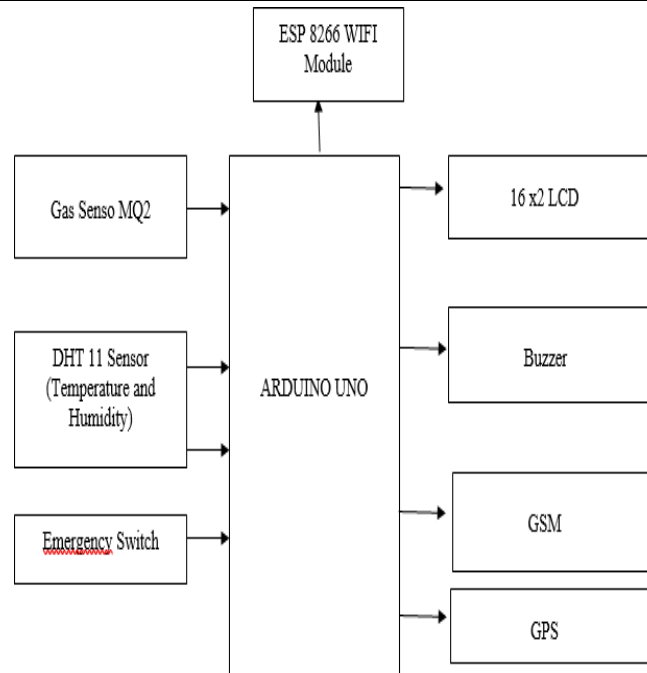 ESP 8266 WIFI
Module
Gas Senso MQ2
16 x2 LCD
DHT 11 Sensor
(Temperature and
Humidity)
ARDUINO UNO
Buzzer
Emergency Switch
GSM
GPS